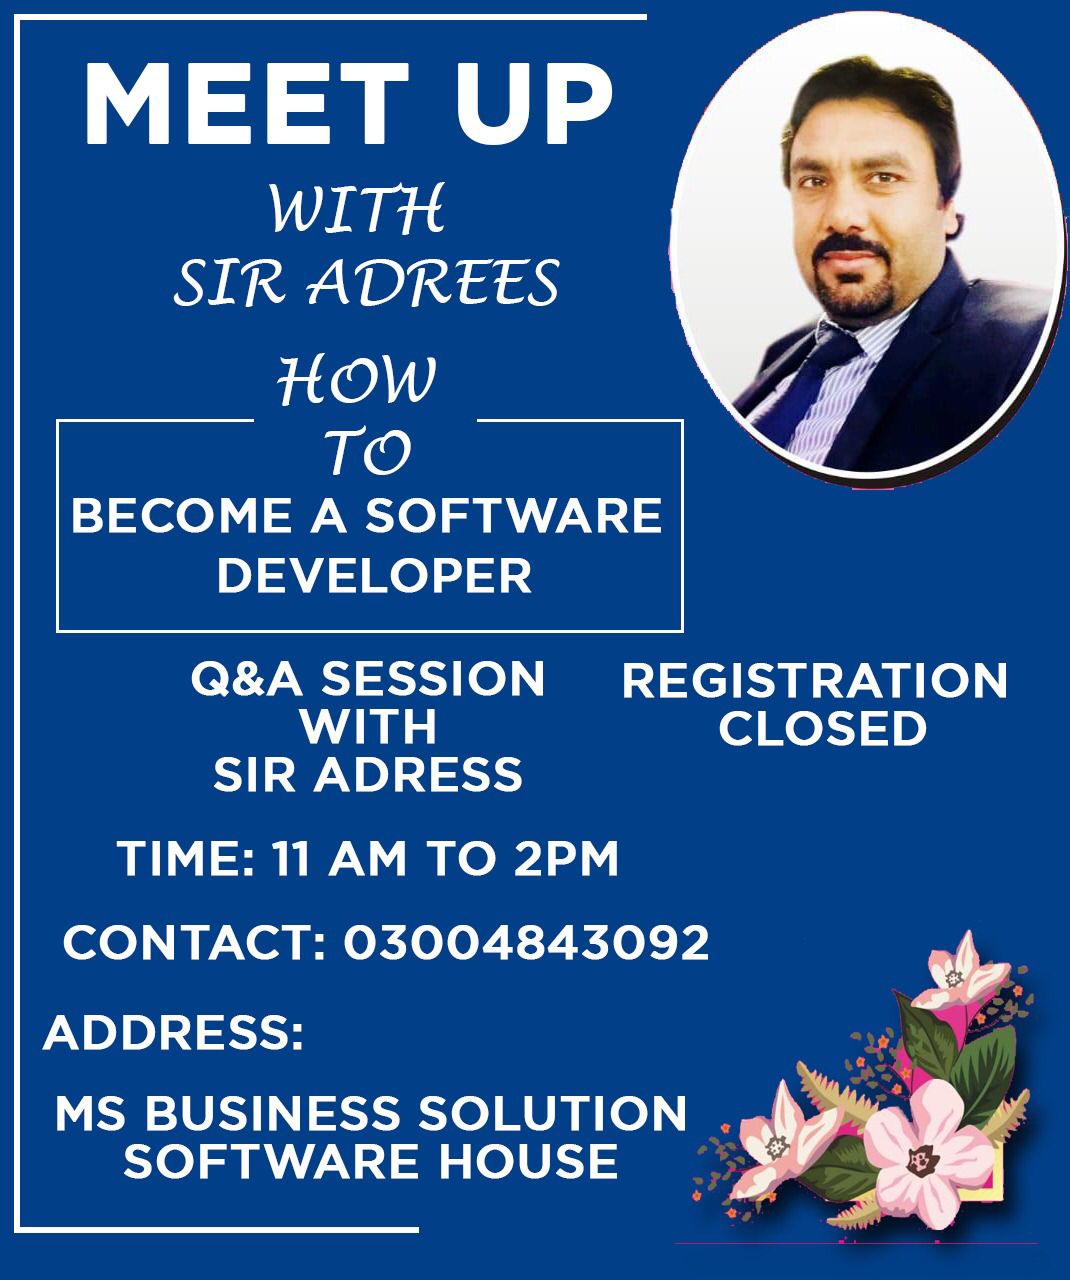 MEET UP
WITH
SIR ADREES
HOW
TO
BECOME A SOFTWARE
DEVELOPER
Q&A SESSION
WITH
SIR ADRESS
REGISTRATION
CLOSED
TIME: 11 AM TO 2PM
CONTACT: 03004843092
ADDRESS:
MS BUSINESS SOLUTION
SOFTWARE HOUSE